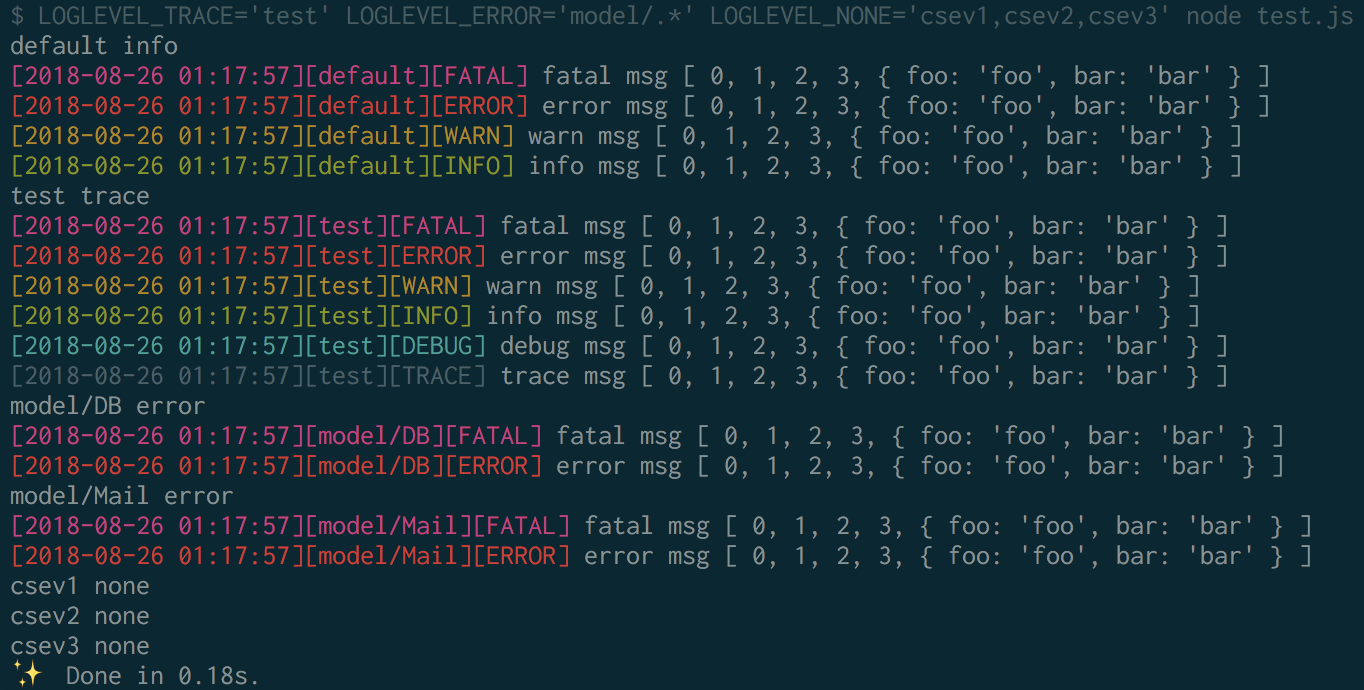 $ LOGLEVEL_TRACE='test' LOGLEVEL_ERROR='model/.*' LOGLEVEL_NONE='csev1,csev2,csev3' node test.js
default info
[2018-08-26 01:17:57][default][FATAL] fatal msg [ 0, 1, 2, 3, { foo: 'foo', bar: 'bar' } ]
[2018-08-26 01:17:57][default][ERROR] error msg [ 0, 1, 2, 3, { foo: 'foo', bar: 'bar' } ]
[2018-08-26 01:17:57][default][WARN] warn msg [ 0, 1, 2, 3, { foo: 'foo', bar: 'bar' } ]
[2018-08-26 01:17:57][default][INFO] info msg [ 0, 1, 2, 3, { foo: 'foo', bar: 'bar' } ]
test trace
[2018-08-26 01:17:57][test][FATAL] fatal msg [ 0, 1, 2, 3, { foo: 'foo', bar: 'bar' } ]
[2018-08-26 01:17:57][test][ERROR] error msg [ 0, 1, 2, 3, { foo: 'foo', bar: 'bar' } ]
[2018-08-26 01:17:57][test][WARN] warn msg [ 0, 1, 2, 3, { foo: 'foo', bar: 'bar' } ]
[2018-08-26 01:17:57][test][INFO] info msg [ 0, 1, 2, 3, { foo: 'foo', bar: 'bar' } ]
[2018-08-26 01:17:57][test][DEBUG] debug msg [ 0, 1, 2, 3, { foo: 'foo', bar: 'bar' } ]
[2018-08-26 01:17:57][test][TRACE] trace msg [ 0, 1, 2, 3, { foo: 'foo', bar: 'bar' } ]
model/DB error
[2018-08-26 01:17:57][model/DB][FATAL] fatal msg [ 0, 1, 2, 3, { foo: 'foo', bar: 'bar' } ]
[2018-08-26 01:17:57][model/DB][ERROR] error msg [ 0, 1, 2, 3, { foo: 'foo', bar: 'bar' } ]
model/Mail error
[2018-08-26 01:17:57][model/Mail][FATAL] fatal msg [ 0, 1, 2, 3, { foo: 'foo', bar: 'bar' } ]
[2018-08-26 01:17:57][model/Mail][ERROR] error msg [ 0, 1, 2, 3, { foo: 'foo', bar: 'bar' } ]
csev1 none
csev2 none
csev3 none
✨ Done in 0.18s.